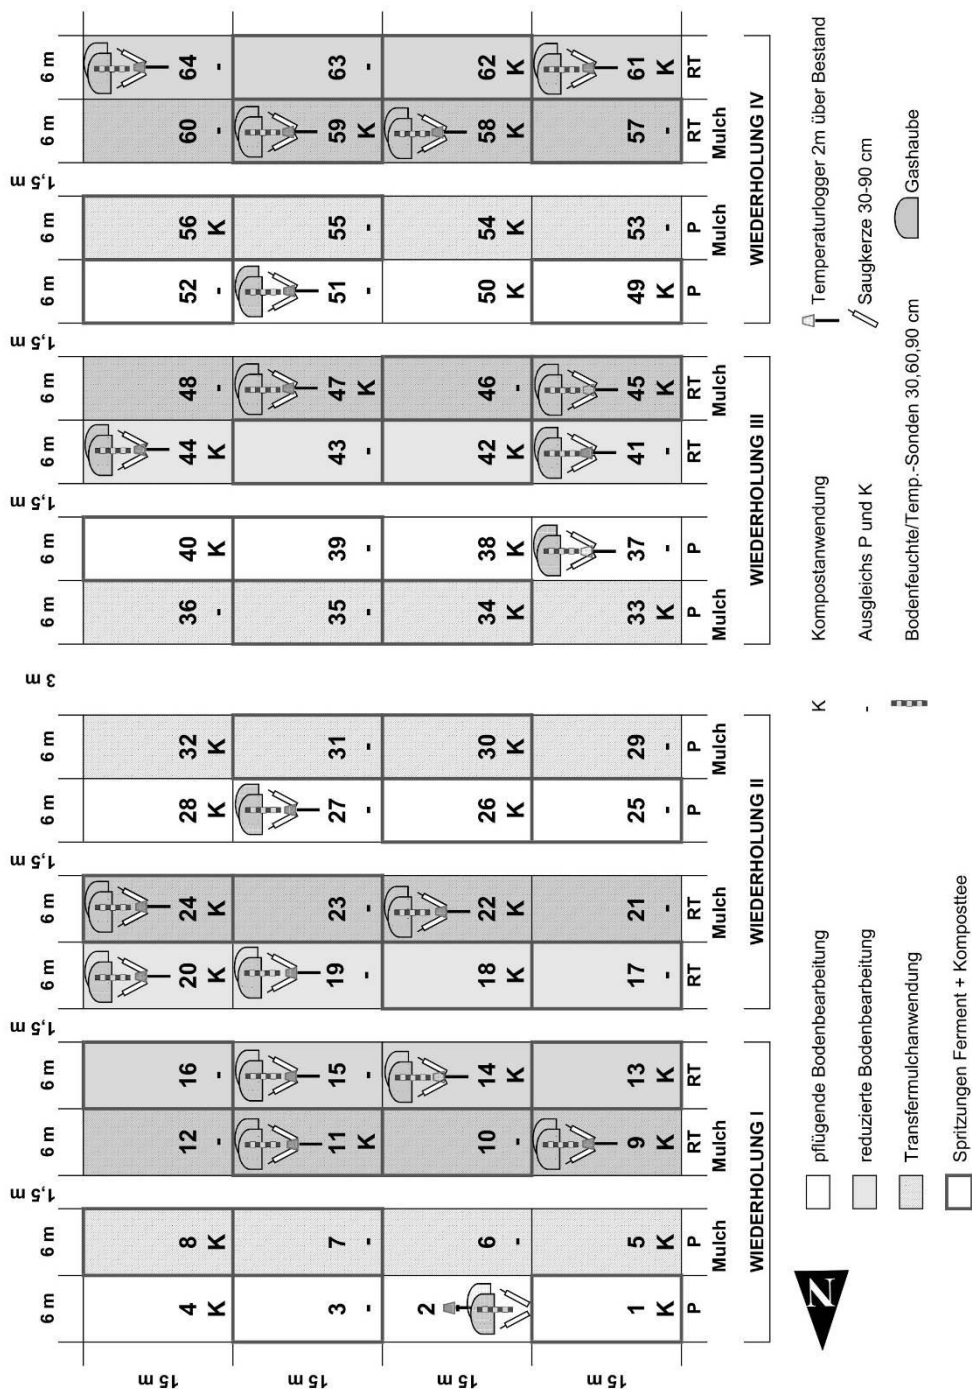 6 m 6 m 1,5 m 6 m 6 m 1,5 m 6 m 6 m 1,5 m 6 m 6 m 3 m 6 m 6 m 1,5 m 6 m 6 m 1,5 m 6 m 6 m 1,5 m 6 m 6 m
15 m 4 8 12 16 20 24 28 32 36 40 44 48 52 56 60 64
K K - - K K K K - K K - - K - -
15 m 3 7 11 15 19 23 27 31 35 39 43 47 51 55 59 63
- - K - - - - - - - - K - - K -
15 m 2 6 10 14 18 22 26 30 34 38 42 46 50 54 58 62
- - K K K K K K K K - K K K K
15 m 1 5 9 13 17 21 25 29 33 37 41 45 49 53 57 61
K K K K - - - - K - - K K - - K
P P RT RT RT RT P P P P RT RT P P RT RT
Mulch Mulch Mulch Mulch Mulch Mulch Mulch Mulch
WIEDERHOLUNG I WIEDERHOLUNG II WIEDERHOLUNG III WIEDERHOLUNG IV
N
pflügende Bodenbearbeitung
reduzierte Bodenbearbeitung
Transfermulchanwendung
Spritzungen Ferment + Komposttee
K Kompostanwendung
- Ausgleichs P und K
Bodenfeuchte/Temp.-Sonden 30,60,90 cm
Temperaturlogger 2m über Bestand
Saugkerze 30-90 cm
Gashaube